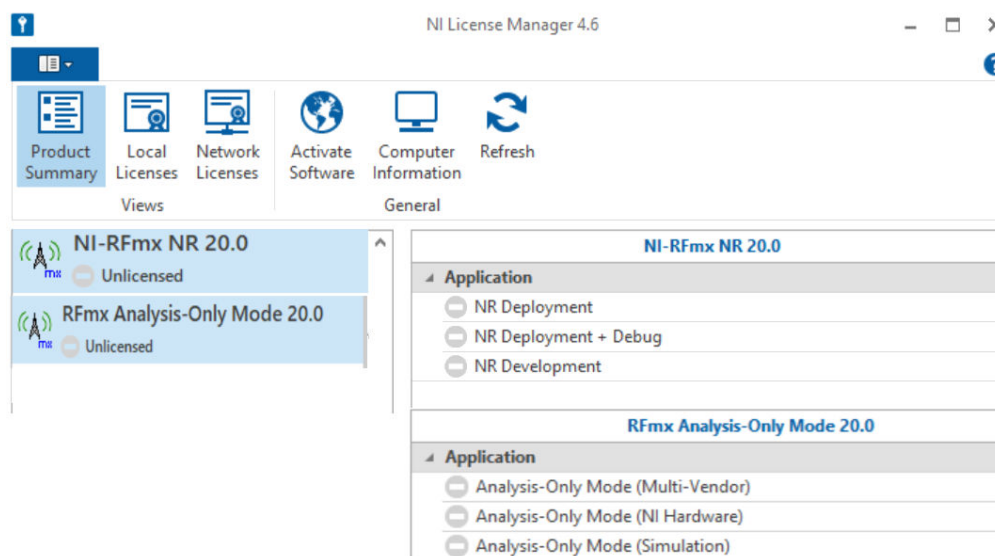 NI License Manager 4.6
Product Summary
Local Licenses
Network Licenses
Activate Software
Computer Information
Refresh
Views
General
NI-RFmx NR 20.0
mx
Unlicensed
RFmx Analysis-Only Mode 20.0
mx
Unlicensed
NI-RFmx NR 20.0
Application
NR Deployment
NR Deployment + Debug
NR Development
RFmx Analysis-Only Mode 20.0
Application
Analysis-Only Mode (Multi-Vendor)
Analysis-Only Mode (NI Hardware)
Analysis-Only Mode (Simulation)